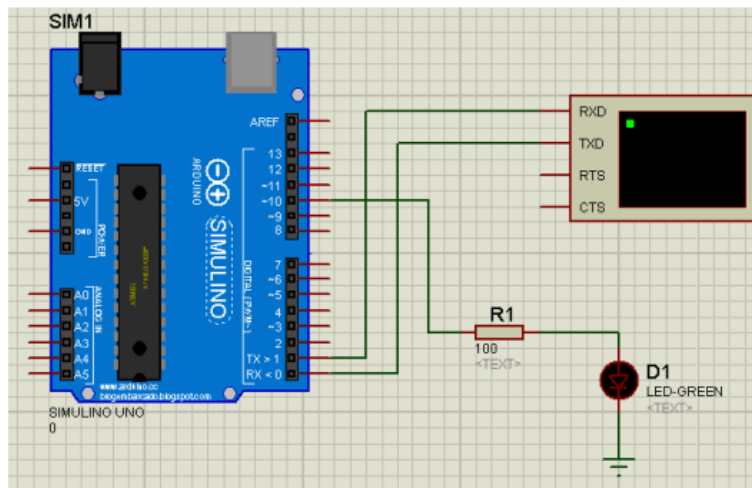 SIM1
AREF
13
12
~11
~10
~9
8
7
~6
~5
4
~3
2
TX > 1
RX < 0
RESET
5V
GND
POWER
A0
A1
A2
A3
A4
A5
ANALOG IN
ARDUINO
SIMULINO
ATMEL
www.arduino.cc
blogembarcado.blogspot.com
SIMULINO UNO
0
RXD
TXD
RTS
CTS
R1
100
<TEXT>
D1
LED-GREEN
<TEXT>